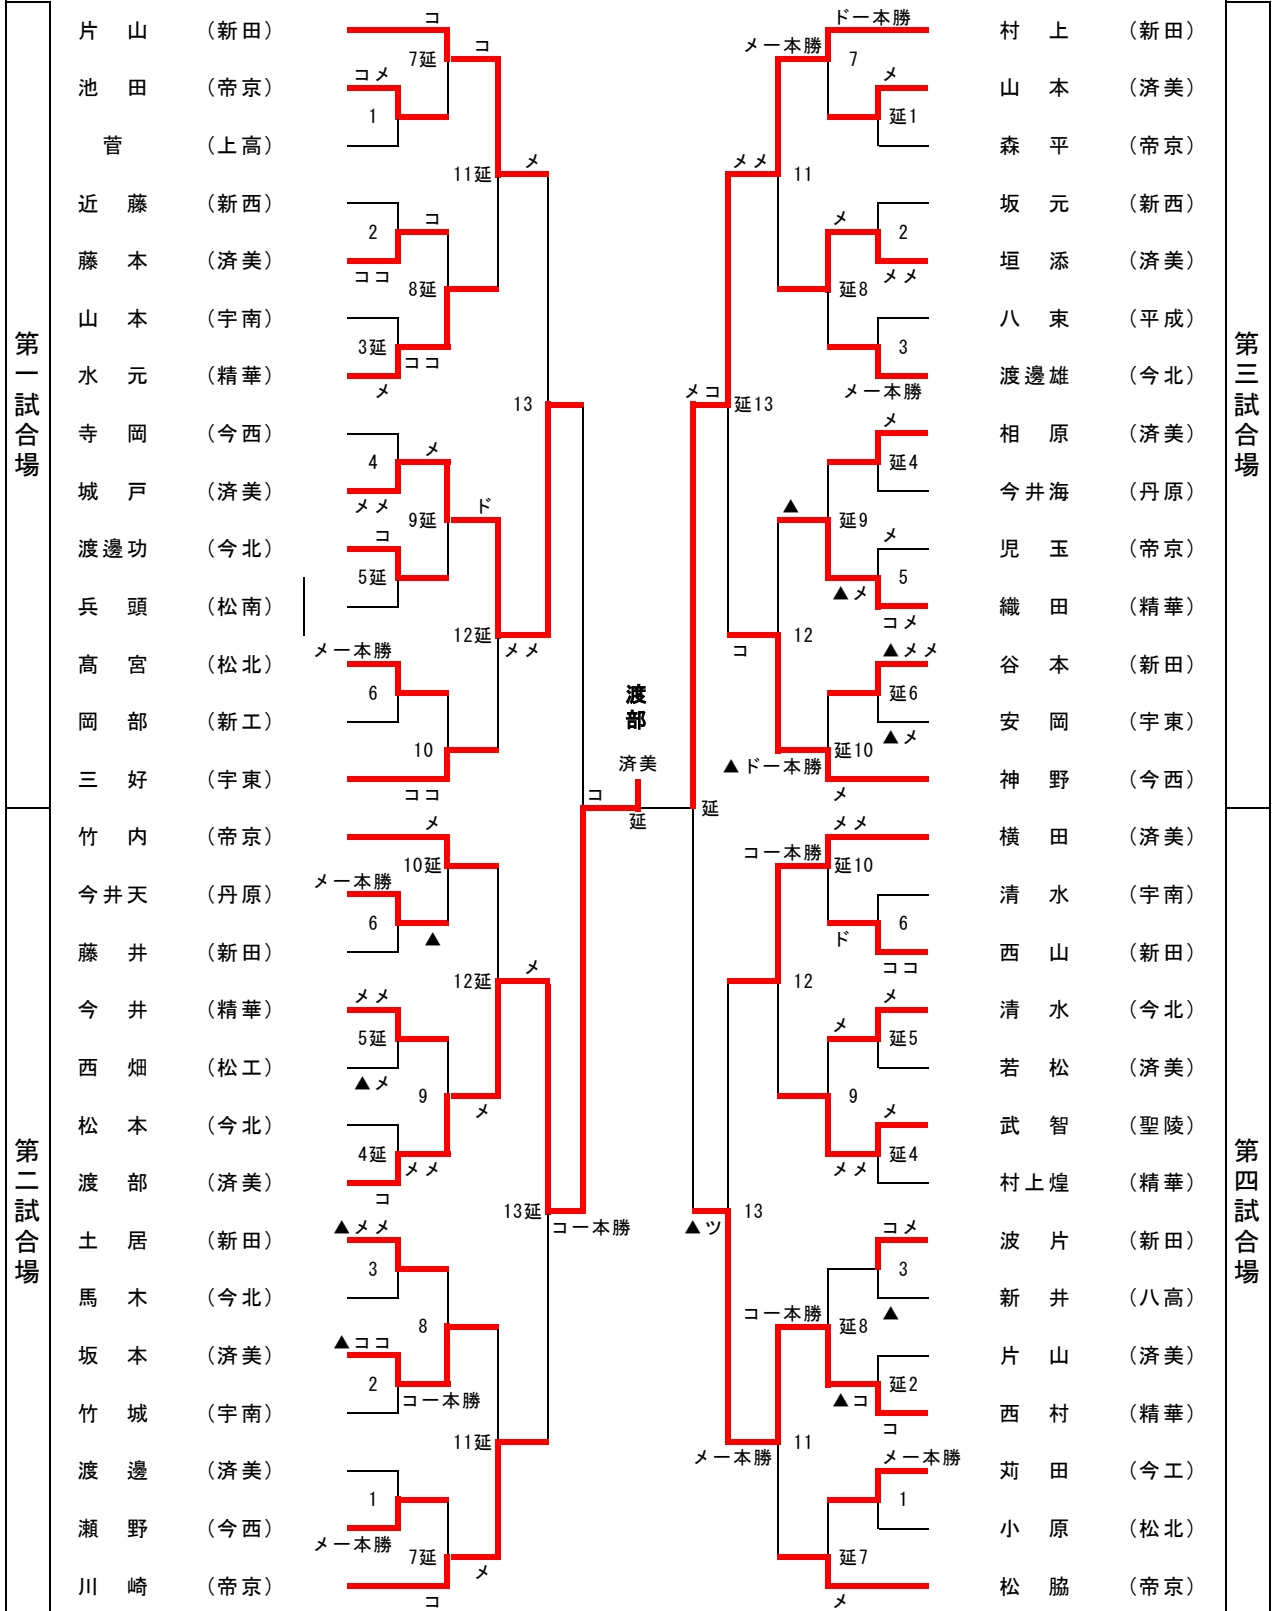 第一試合場
片山 (新田)
池田 (帝京)
菅 (上高)
近藤 (新西)
藤本 (済美)
山本 (宇南)
水元 (精華)
寺岡 (今西)
城戸 (済美)
渡邊功 (今北)
兵頭 (松南)
髙宮 (松北)
岡部 (新工)
三好 (宇東)
コ
7延
コメ
1
コ
11延
メ
2
コ
ココ
8延
3延
ココ
メ
13
4
メ
メメ
9延
ド
コ
5延
12延
メメ
メ一本勝
6
10
ココ
第二試合場
竹内 (帝京)
今井天 (丹原)
藤井 (新田)
今井 (精華)
西畑 (松工)
松本 (今北)
渡部 (済美)
土居 (新田)
馬木 (今北)
坂本 (済美)
竹城 (宇南)
渡邊 (済美)
瀬野 (今西)
川崎 (帝京)
メ
10延
メ一本勝
6
▲
12延
メ
メメ
5延
▲メ
9
メ
4延
メメ
コ
13延
コ一本勝
▲メメ
3
8
▲ココ
2
コ一本勝
11延
1
メ一本勝
7延
メ
コ
渡部
済美
コ
延
延
第三試合場
村上 (新田)
山本 (済美)
森平 (帝京)
坂元 (新西)
垣添 (済美)
八束 (平成)
渡邊雄 (今北)
相原 (済美)
今井海 (丹原)
児玉 (帝京)
織田 (精華)
谷本 (新田)
安岡 (宇東)
神野 (今西)
ド一本勝
メ一本勝
7
メ
延1
メメ
11
メ
2
メメ
延8
3
メ一本勝
メコ
延13
メ
延4
▲
延9
メ
5
▲メ
コメ
12
コ
▲メメ
延6
▲メ
延10
▲ド一本勝
メ
第四試合場
横田 (済美)
清水 (宇南)
西山 (新田)
清水 (今北)
若松 (済美)
武智 (聖陵)
村上煌 (精華)
波片 (新田)
新井 (八高)
片山 (済美)
西村 (精華)
苅田 (今工)
小原 (松北)
松脇 (帝京)
メメ
コ一本勝
延10
6
ド
ココ
12
メ
メ
延5
9
メ
メメ
延4
13
▲ツ
コメ
3
▲
コ一本勝
延8
延2
▲コ
コ
11
メ一本勝
メ一本勝
1
延7
メ